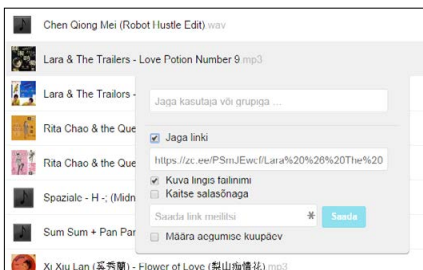 Chen Qiong Mei (Robot Hustle Edit).wav
Lara & The Trailers - Love Potion Number 9.mp3
Lara & The Trailors -
Jaga kasutaja või grupiga ...
Rita Chao & the Que
Jaga linki
Rita Chao & the Que
https://zc.ee/PSmJEwcf/Lara%20%26%20The%20
Kuva lingis failinimi
Spaziale - H -; (Midn
Kaitse salasõnaga
Saada link meilitsi
*
Saada
Sum Sum + Pan Par
Määra aegumise kuupäev
Xi Xiu Lan (奚秀蘭) - Flower of Love (梨山痴情花).mp3